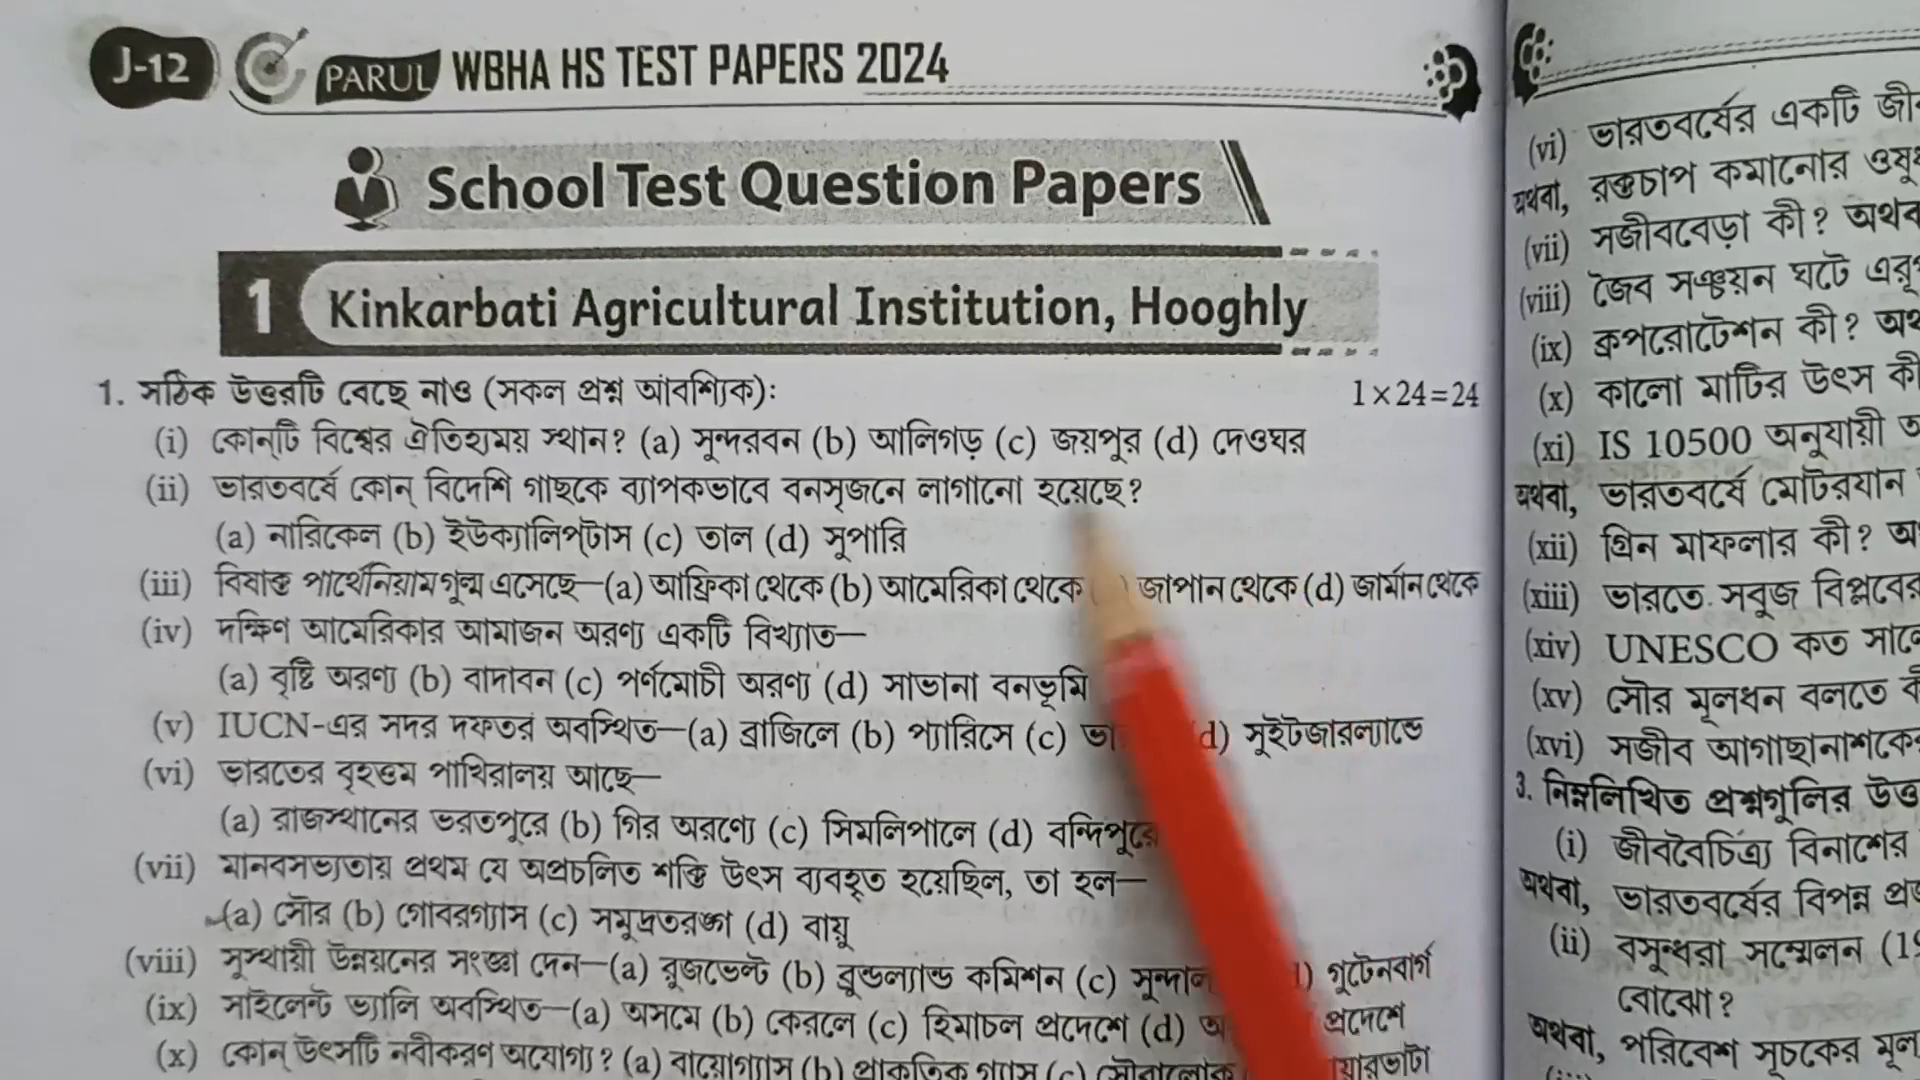 J-12 PARUL WBHA HS TEST PAPERS 2024
School Test Question Papers
1 Kinkarbati Agricultural Institution, Hooghly
1. সঠিক উত্তরটি বেছে নাও (সকল প্রশ্ন আবশ্যিক): 1×24=24
(i) কোন্‌টি বিশ্বের ঐতিহ্যময় স্থান? (a) সুন্দরবন (b) আলিগড় (c) জয়পুর (d) দেওঘর
(ii) ভারতবর্ষে কোন্ বিদেশি গাছকে ব্যাপকভাবে বনসৃজনে লাগানো হয়েছে?
(a) নারিকেল (b) ইউক্যালিপ্‌টাস (c) তাল (d) সুপারি
(iii) বিষাক্ত পার্থেনিয়াম গুল্ম এসেছে—(a) আফ্রিকা থেকে (b) আমেরিকা থেকে জাপান থেকে (d) জার্মান থেকে
(iv) দক্ষিণ আমেরিকার আমাজন অরণ্য একটি বিখ্যাত—
(a) বৃষ্টি অরণ্য (b) বাদাবন (c) পর্ণমোচী অরণ্য (d) সাভানা বনভূমি
(v) IUCN-এর সদর দফতর অবস্থিত—(a) ব্রাজিলে (b) প্যারিসে (c) (d) সুইটজারল্যান্ডে
(vi) ভারতের বৃহত্তম পাখিরালয় আছে—
(a) রাজস্থানের ভরতপুরে (b) গির অরণ্যে (c) সিমলিপালে (d) বন্দিপুরে
(vii) মানবসভ্যতায় প্রথম যে অপ্রচলিত শক্তি উৎস ব্যবহৃত হয়েছিল, তা হল—
(a) সৌর (b) গোবরগ্যাস (c) সমুদ্রতরঙ্গ (d) বায়ু
(viii) সুস্থায়ী উন্নয়নের সংজ্ঞা দেন—(a) রুজভেল্ট (b) ব্রুন্ডল্যান্ড কমিশন (c) গুটেনবার্গ
(ix) সাইলেন্ট ভ্যালি অবস্থিত—(a) অসমে (b) কেরলে (c) হিমাচল প্রদেশে (d) প্রদেশে
(x) কোন্ উৎসটি নবীকরণ অযোগ্য? (a) বায়োগ্যাস (b) প্রাকৃতিক গ্যাস (c) সৌরালোক
(vi) ভারতবর্ষের একটি
অথবা, রক্তচাপ কমানোর
(vii) সজীববেড়া কী?
(viii) জৈব সঞ্চয়ন ঘটে
(ix) ক্রপরোটেশন কী?
(x) কালো মাটির উৎস
(xi) IS 10500 অনুযায়ী
অথবা, ভারতবর্ষে মোটরযান
(xii) গ্রিন মাফলার কী?
(xiii) ভারতে সবুজ বিপ্লবের
(xiv) UNESCO কত
(xv) সৌর মূলধন বলতে
(xvi) সজীব আগাছানাশকের
3. নিম্নলিখিত প্রশ্নগুলির
(i) জীববৈচিত্র্য বিনাশের
অথবা, ভারতবর্ষের বিপন্ন
(ii) বসুন্ধরা সম্মেলন
বোঝো?
অথবা, পরিবেশ সূচকের